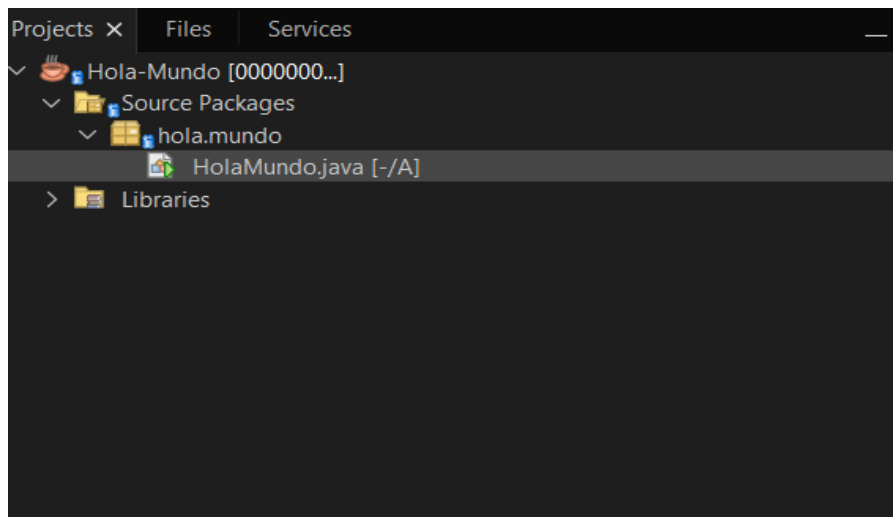 Projects Files Services
Hola-Mundo [0000000...]
Source Packages
hola.mundo
HolaMundo.java [-/A]
Libraries